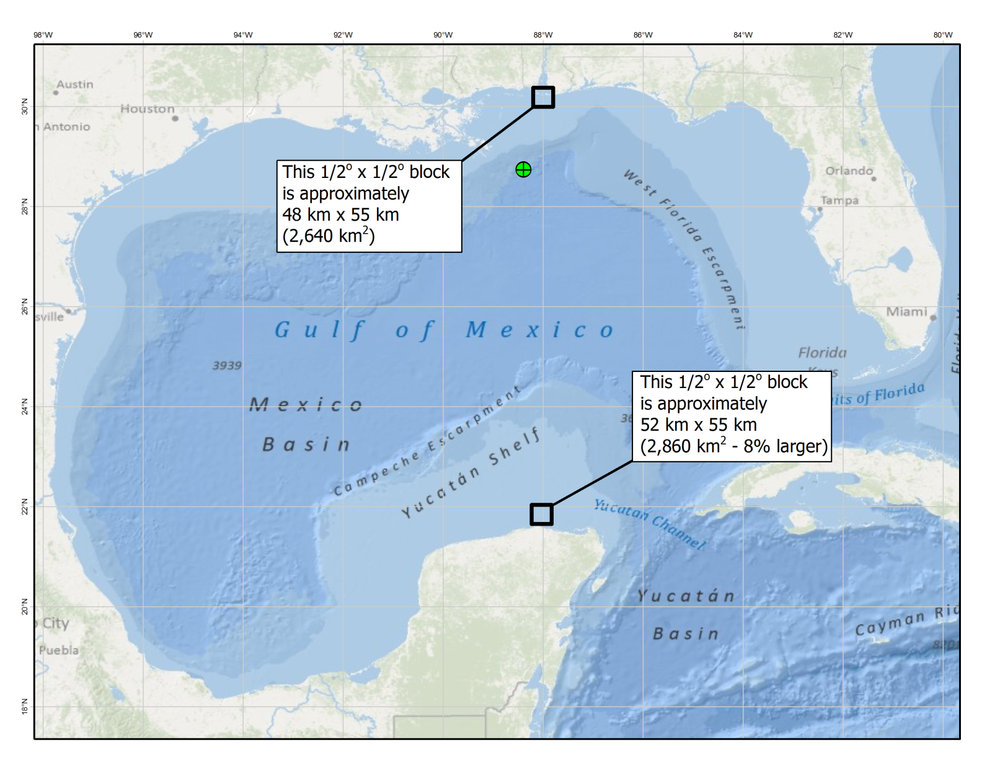 98°W 96°W 94°W 92°W 90°W 88°W 86°W 84°W 82°W 80°W
30°N
28°N
26°N
24°N
22°N
20°N
18°N
Austin
Houston
n Antonio
This 1/2° x 1/2° block
is approximately
48 km x 55 km
(2,640 km²)
West Florida Escarpment
Orlando
Tampa
sville
Miami
Gulf of Mexico
3939
Mexico
Basin
Florida
This 1/2° x 1/2° block
is approximately
52 km x 55 km
(2,860 km² - 8% larger)
its of Florida
Campeche Escarpment
Yucatán Shelf
Yucatan Channel
Yucatán
Basin
Cayman Rid
City
Puebla